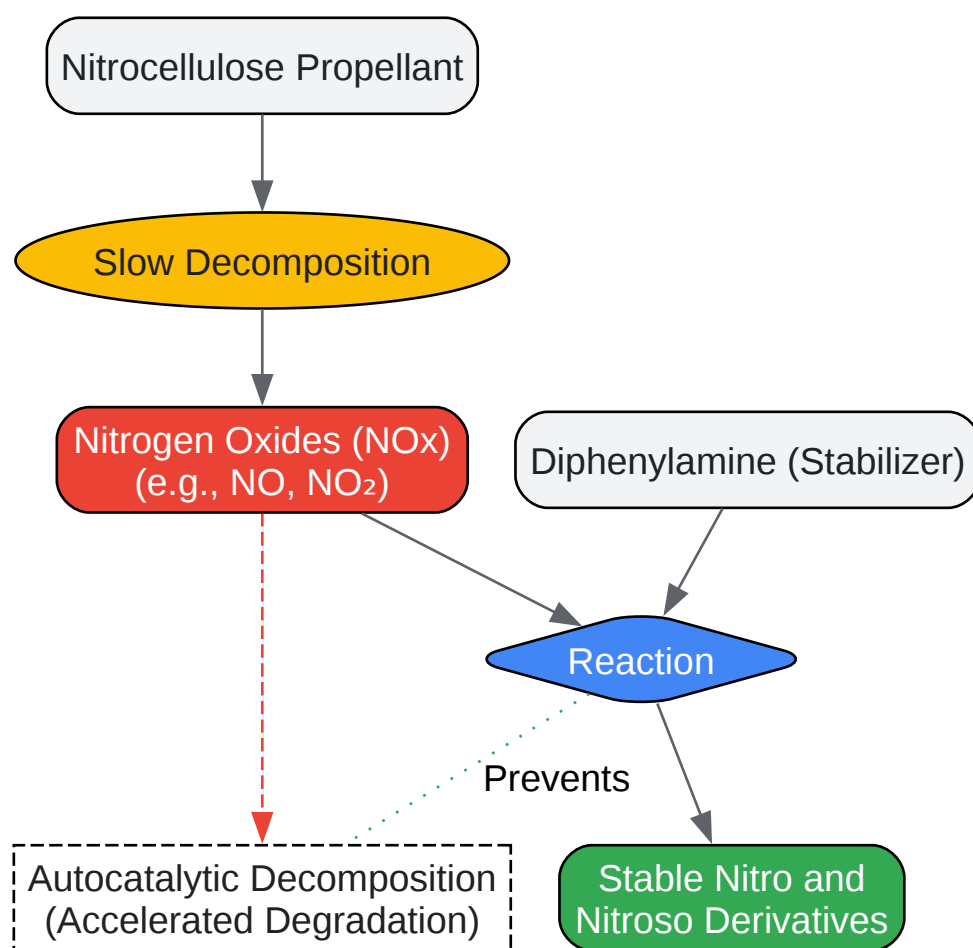 Nitrocellulose Propellant
Slow Decomposition
Nitrogen Oxides (NOx)
(e.g., NO, NO₂)
Diphenylamine (Stabilizer)
Reaction
Prevents
Autocatalytic Decomposition
(Accelerated Degradation)
Stable Nitro and
Nitroso Derivatives